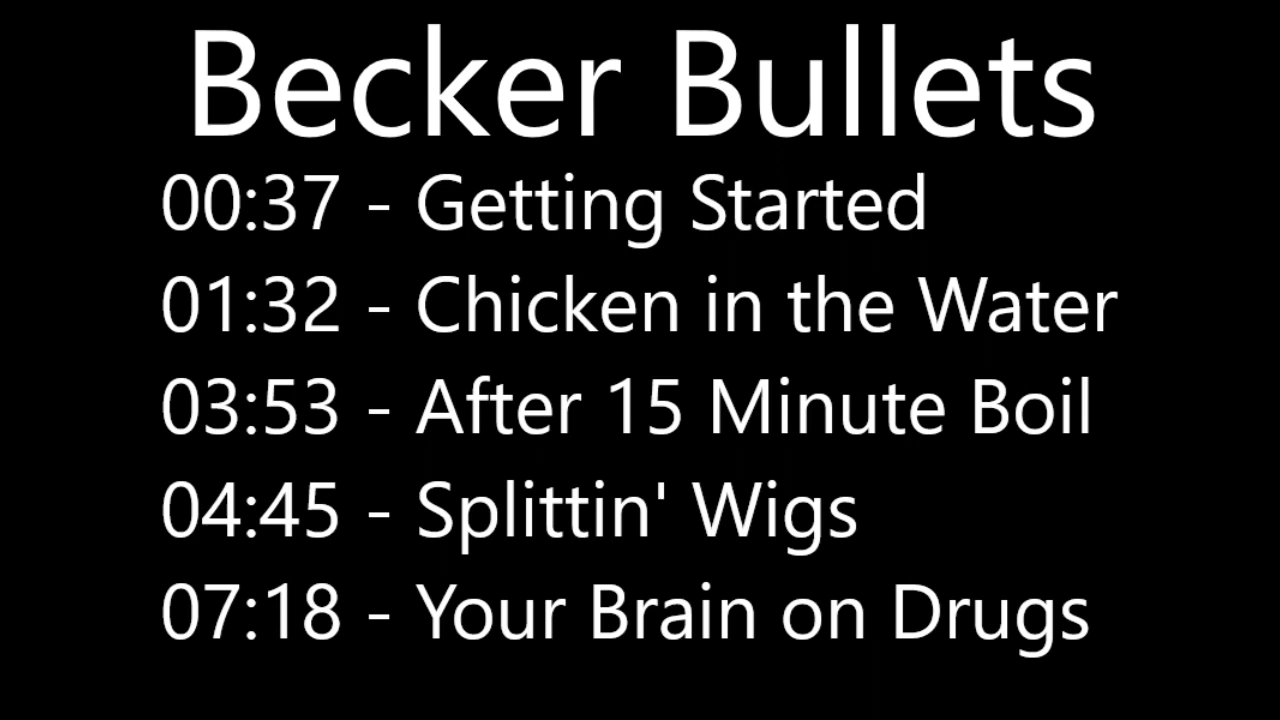 Becker Bullets
00:37 - Getting Started
01:32 - Chicken in the Water
03:53 - After 15 Minute Boil
04:45 - Splittin' Wigs
07:18 - Your Brain on Drugs